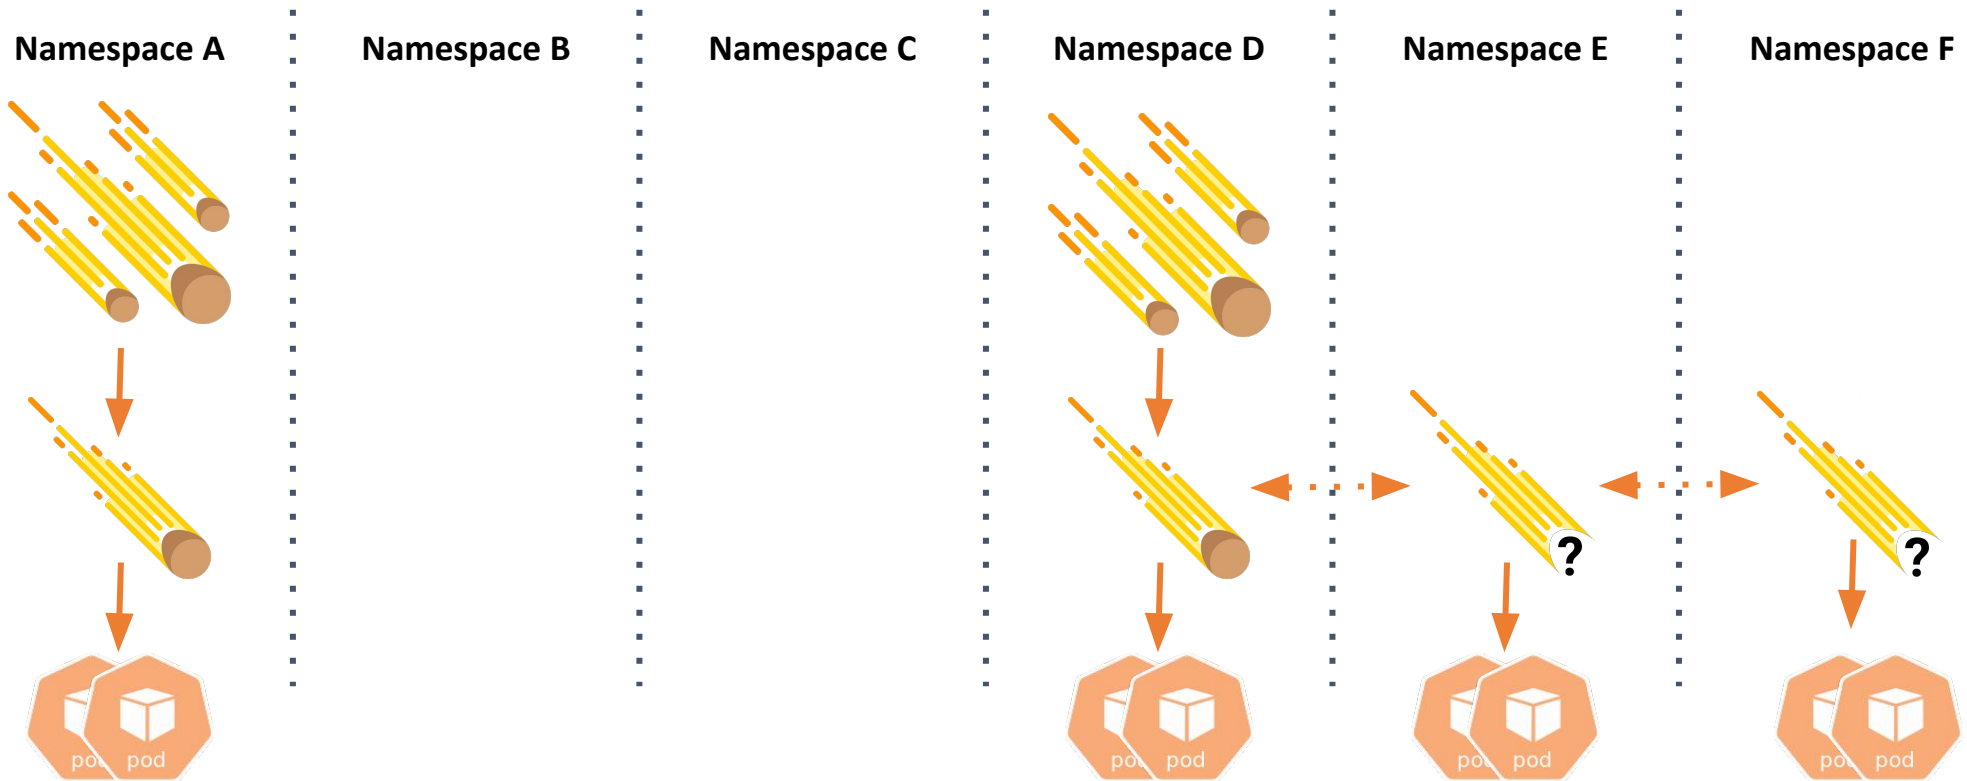 Namespace A
Namespace B
Namespace C
Namespace D
Namespace E
Namespace F
?
?
pod
pod
pod
pod